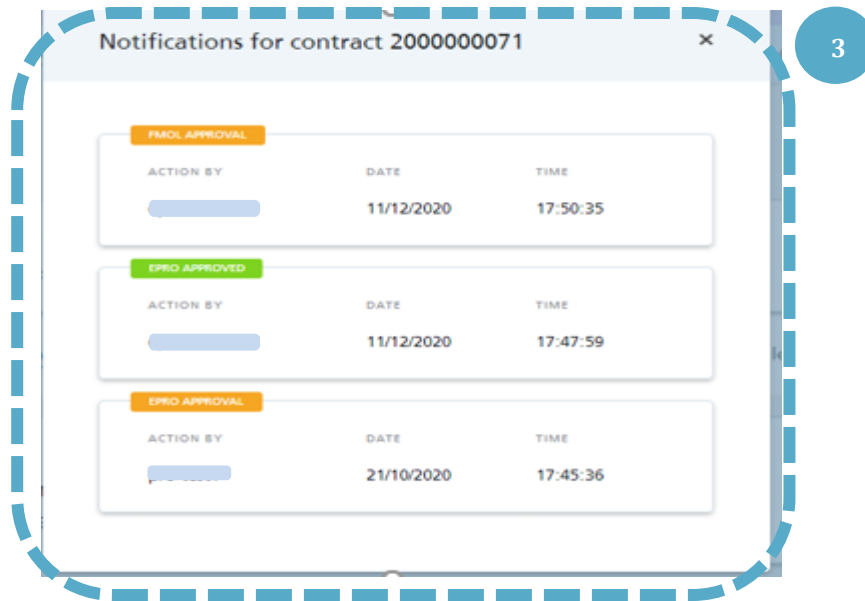 Notifications for contract 2000000071 ×
3
FMOL APPROVAL
ACTION BY DATE TIME
11/12/2020 17:50:35
EPRO APPROVED
ACTION BY DATE TIME
11/12/2020 17:47:59
EPRO APPROVAL
ACTION BY DATE TIME
21/10/2020 17:45:36